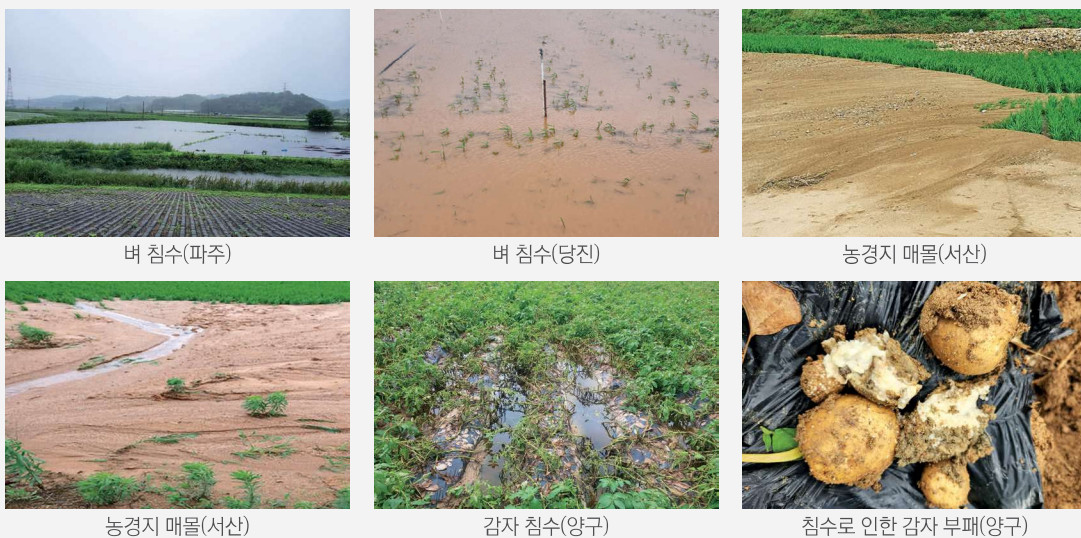 벼 침수(파주)
벼 침수(당진)
농경지 매몰(서산)
농경지 매몰(서산)
감자 침수(양구)
침수로 인한 감자 부패(양구)